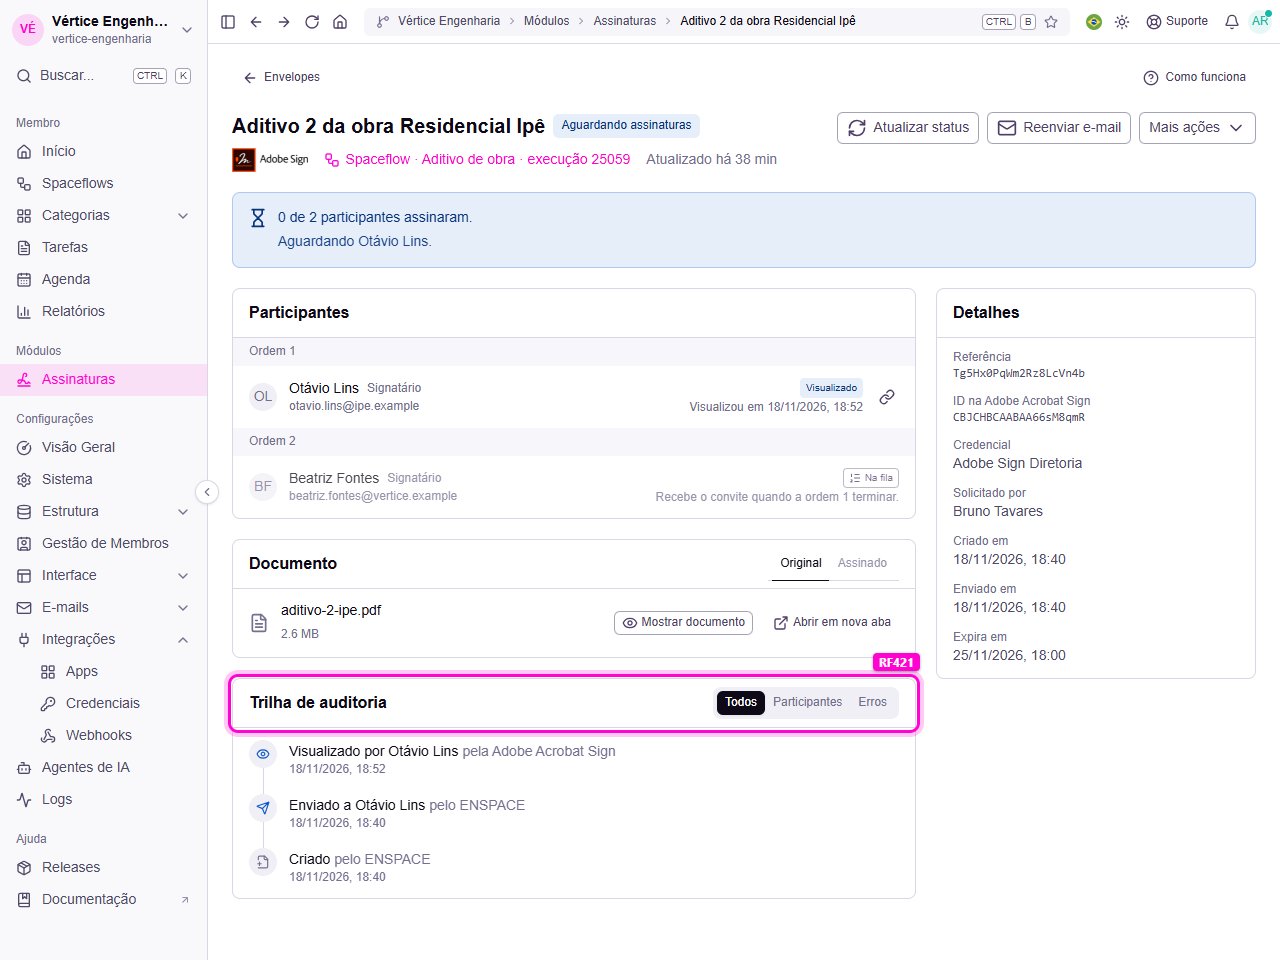 VÉ
Vértice Engenh...
vertice-engenharia
Buscar...
CTRL K
Membro
Início
Spaceflows
Categorias
Tarefas
Agenda
Relatórios
Módulos
Assinaturas
Configurações
Visão Geral
Sistema
Estrutura
Gestão de Membros
Interface
E-mails
Integrações
Apps
Credenciais
Webhooks
Agentes de IA
Logs
Ajuda
Releases
Documentação
Vértice Engenharia
Módulos
Assinaturas
Aditivo 2 da obra Residencial Ipê
CTRL B
Suporte
AR
Envelopes
Como funciona
Aditivo 2 da obra Residencial Ipê
Aguardando assinaturas
Atualizar status
Reenviar e-mail
Mais ações
Adobe Sign
Spaceflow · Aditivo de obra · execução 25059
Atualizado há 38 min
0 de 2 participantes assinaram.
Aguardando Otávio Lins.
Participantes
Ordem 1
OL
Otávio Lins Signatário
otavio.lins@ipe.example
Visualizado
Visualizou em 18/11/2026, 18:52
Ordem 2
BF
Beatriz Fontes Signatário
beatriz.fontes@vertice.example
Na fila
Recebe o convite quando a ordem 1 terminar.
Documento
Original
Assinado
aditivo-2-ipe.pdf
2.6 MB
Mostrar documento
Abrir em nova aba
RF421
Trilha de auditoria
Todos
Participantes
Erros
Visualizado por Otávio Lins pela Adobe Acrobat Sign
18/11/2026, 18:52
Enviado a Otávio Lins pelo ENSPACE
18/11/2026, 18:40
Criado pelo ENSPACE
18/11/2026, 18:40
Detalhes
Referência
Tg5Hx0PqWm2Rz8LcVn4b
ID na Adobe Acrobat Sign
CBJCHBCAABAA66sM8qmR
Credencial
Adobe Sign Diretoria
Solicitado por
Bruno Tavares
Criado em
18/11/2026, 18:40
Enviado em
18/11/2026, 18:40
Expira em
25/11/2026, 18:00